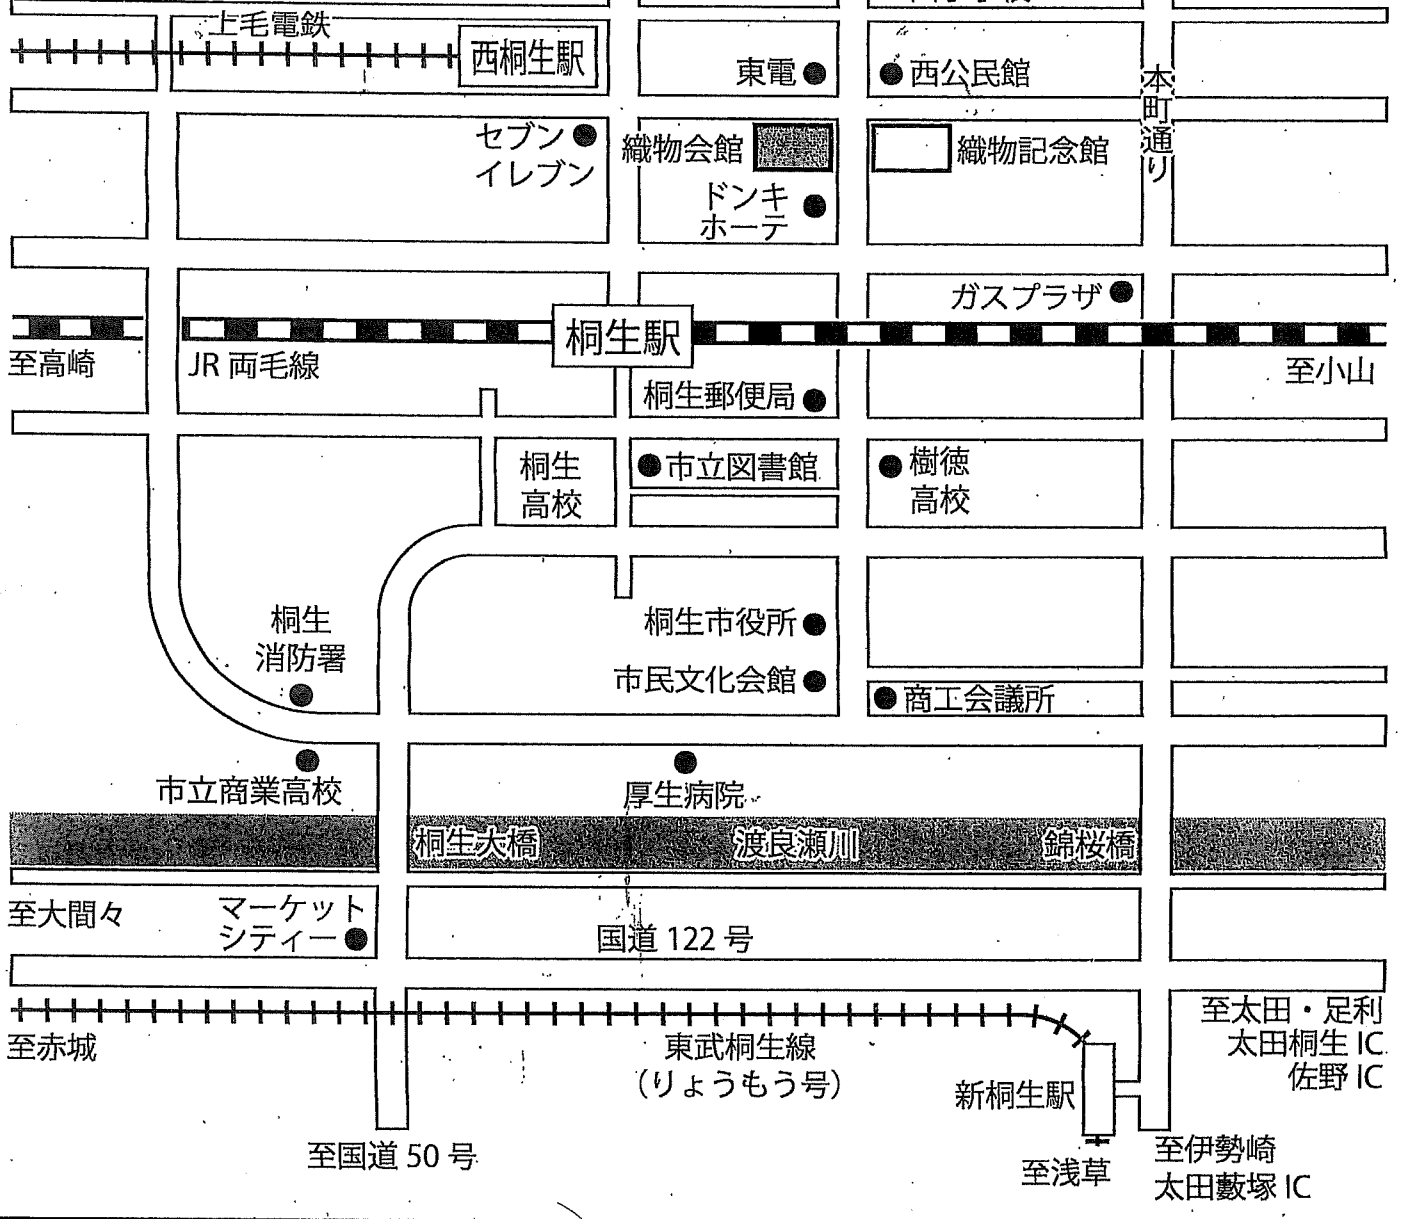 上毛電鉄
西桐生駅
東電
西公民館
本町通り
セブン
イレブン
織物会館
織物記念館
ドンキ
ホーテ
ガスプラザ
桐生駅
至高崎
JR 両毛線
至小山
桐生郵便局
桐生
高校
市立図書館
樹徳
高校
桐生
消防署
桐生市役所
市民文化会館
商工会議所
市立商業高校
厚生病院
桐生大橋
渡良瀬川
錦桜橋
至大間々
マーケット
シティー
国道 122 号
至赤城
東武桐生線
（りょうもう号）
至太田・足利
太田桐生 IC
佐野 IC
新桐生駅
至国道 50 号
至浅草
至伊勢崎
太田藪塚 IC